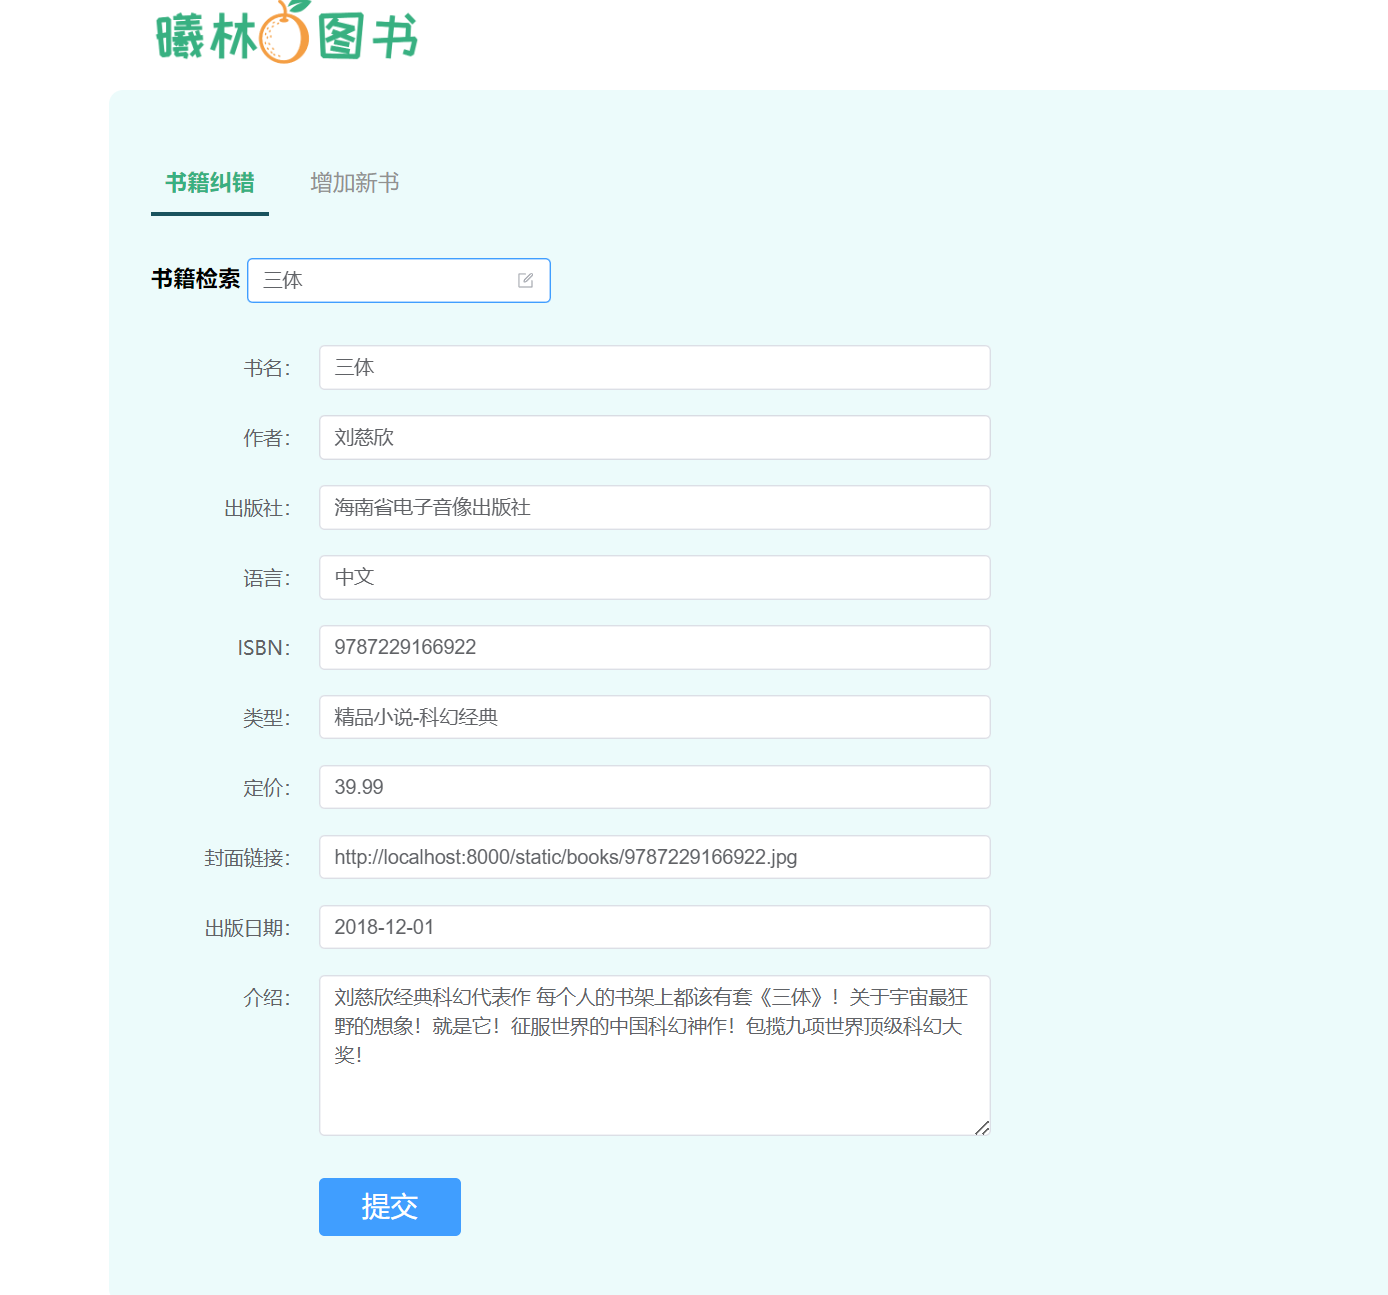 曦林图书
书籍纠错 增加新书
书籍检索 三体
书名： 三体
作者： 刘慈欣
出版社： 海南省电子音像出版社
语言： 中文
ISBN： 9787229166922
类型： 精品小说-科幻经典
定价： 39.99
封面链接： http://localhost:8000/static/books/9787229166922.jpg
出版日期： 2018-12-01
介绍： 刘慈欣经典科幻代表作 每个人的书架上都该有套《三体》！关于宇宙最狂
野的想象！就是它！征服世界的中国科幻神作！包揽九项世界顶级科幻大
奖！
提交